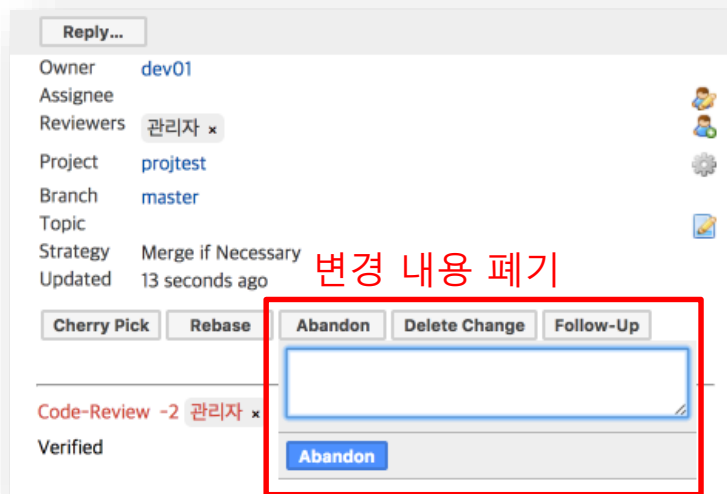 Reply...
Owner dev01
Assignee
Reviewers 관리자 ×
Project projtest
Branch master
Topic
Strategy Merge if Necessary
Updated 13 seconds ago
변경 내용 폐기
Cherry Pick Rebase Abandon Delete Change Follow-Up
Code-Review -2 관리자 ×
Verified
Abandon